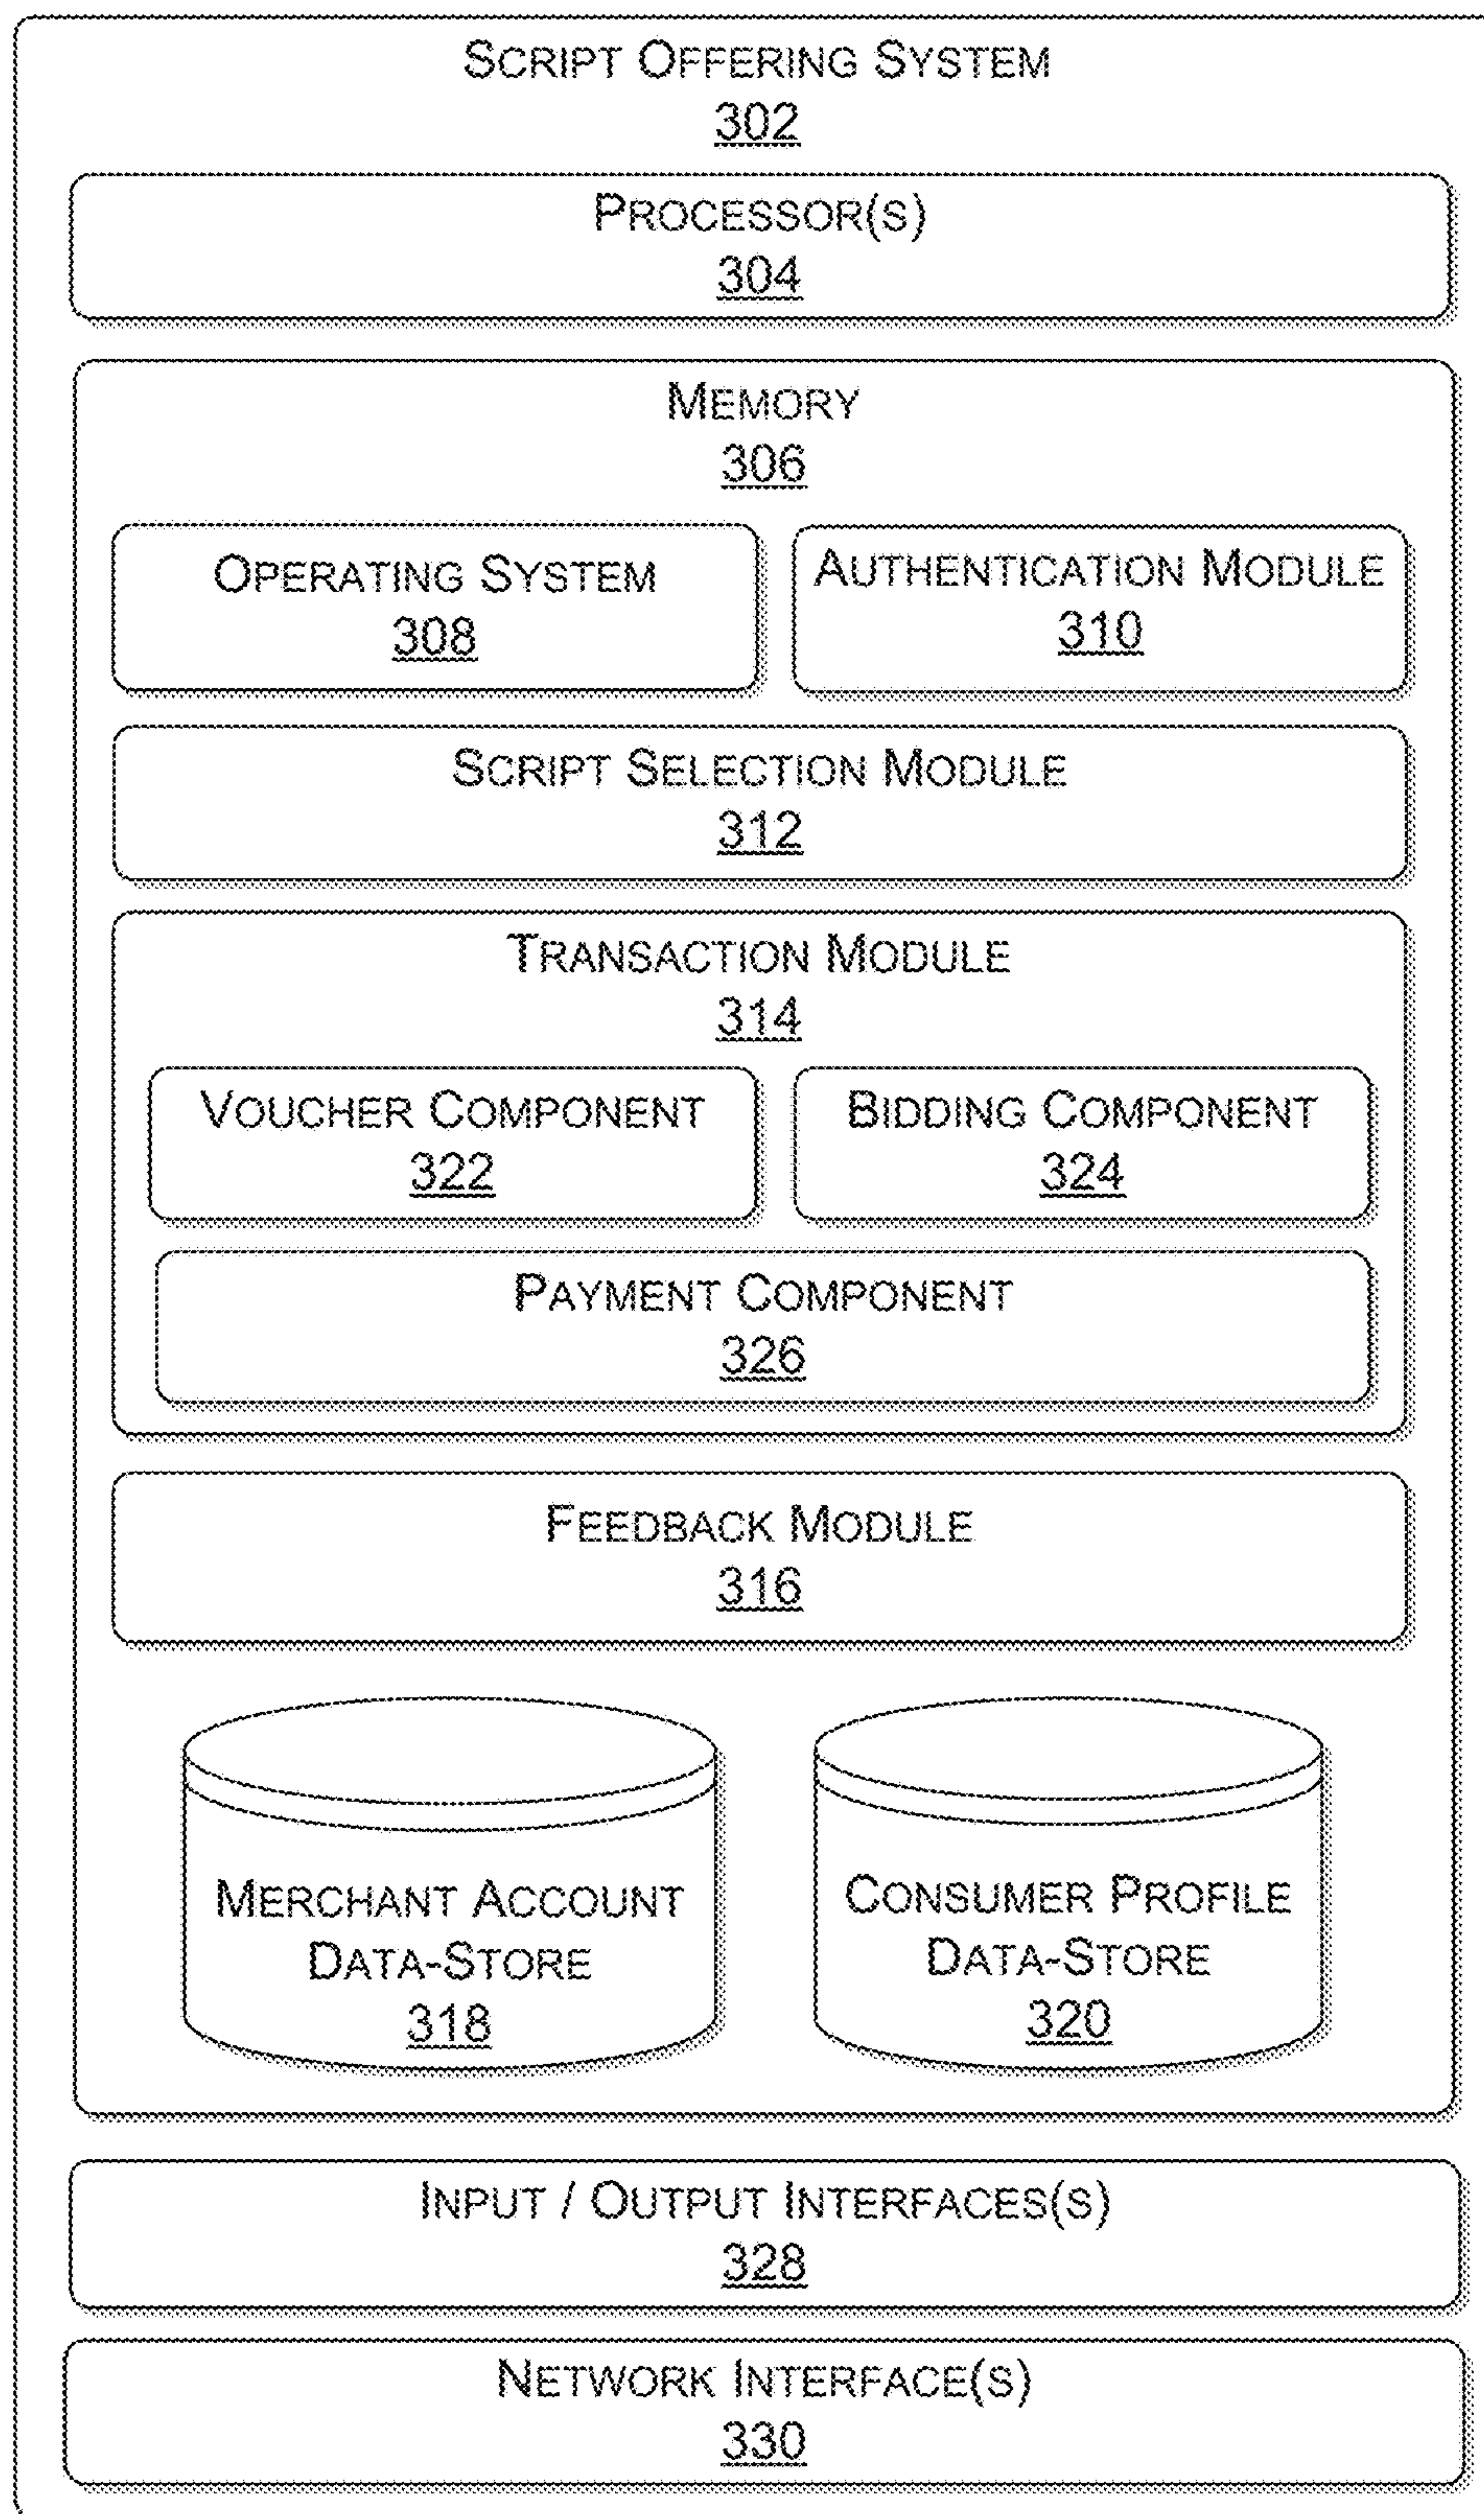 SCRIPT OFFERING SYSTEM
302
PROCESSOR(S)
304
MEMORY
306
OPERATING SYSTEM
308
AUTHENTICATION MODULE
310
SCRIPT SELECTION MODULE
312
TRANSACTION MODULE
314
VOUCHER COMPONENT
322
BIDDING COMPONENT
324
PAYMENT COMPONENT
326
FEEDBACK MODULE
316
MERCHANT ACCOUNT
DATA-STORE
318
CONSUMER PROFILE
DATA-STORE
320
INPUT / OUTPUT INTERFACES(S)
328
NETWORK INTERFACE(S)
330